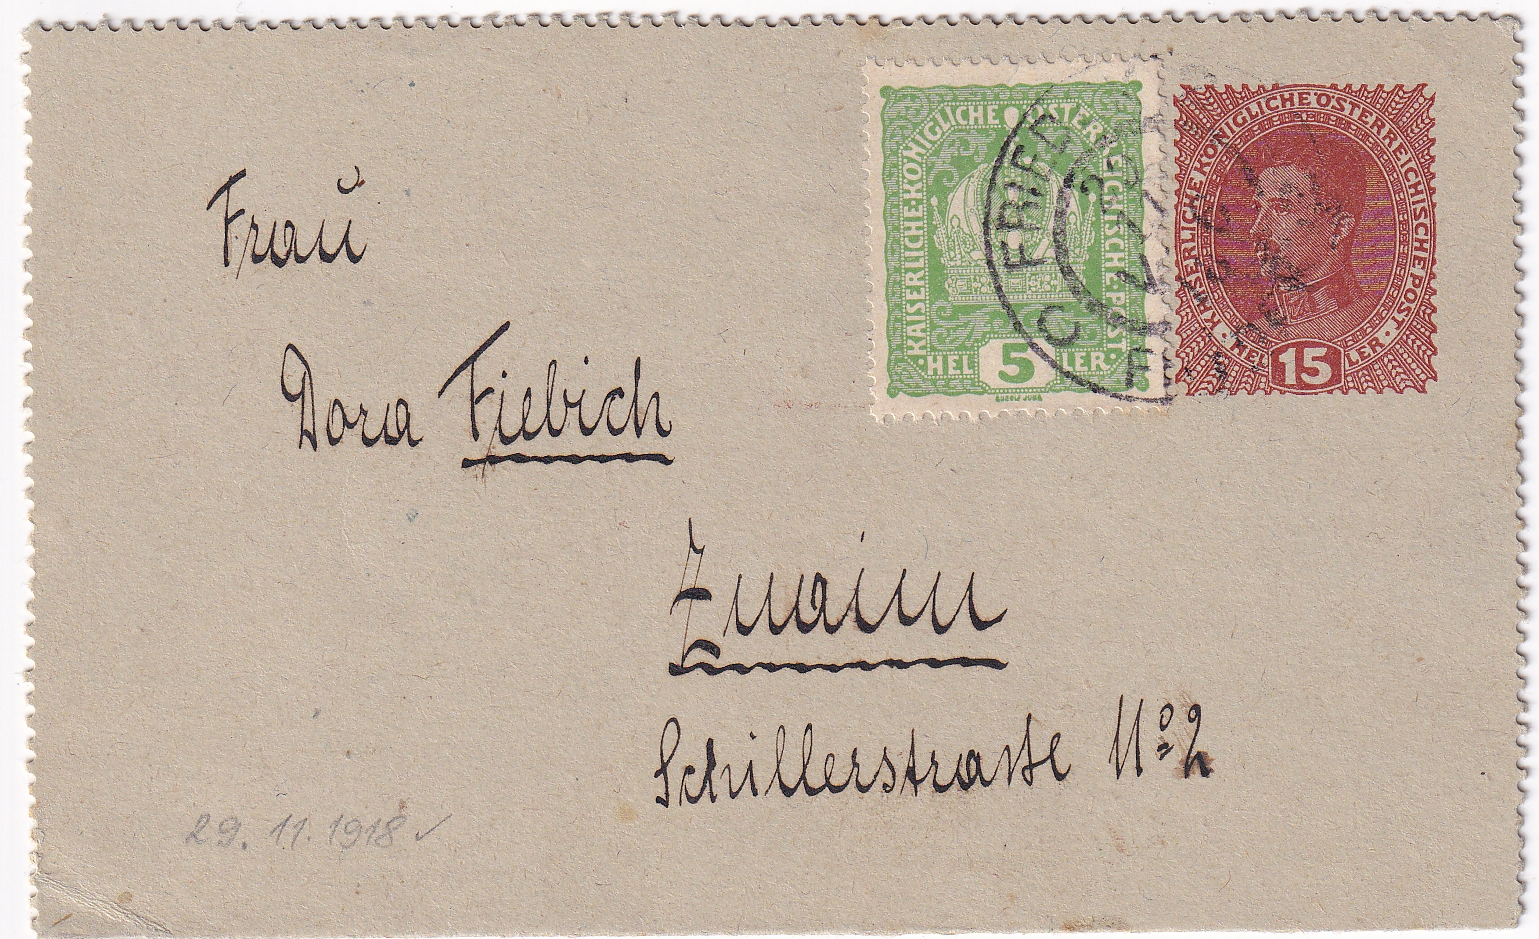 KAISERLICHE·KÖNIGLICHE ÖSTERREICHISCHE·POST·
·HELLER·
5
KAISERLICHE KÖNIGLICHE ÖSTERREICHISCHE POST·
·HELLER·
15
Fraú
Dora Fiebich
Znaim
Schillerstrasse No 2
29. 11. 1918 ✓